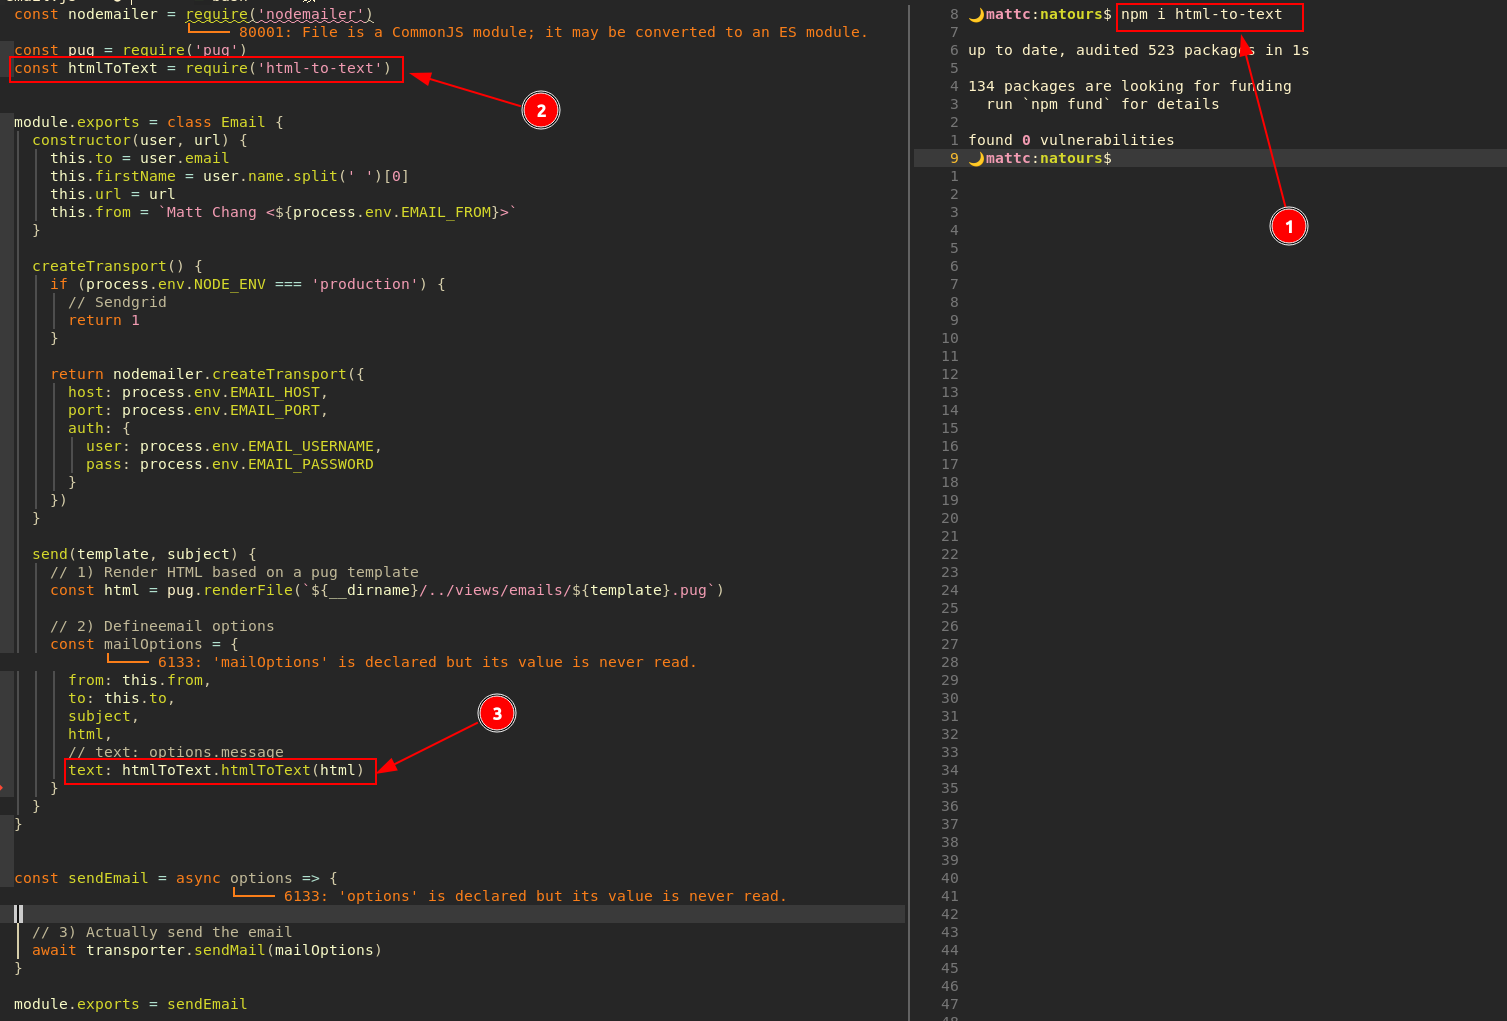 const nodemailer = require('nodemailer')
80001: File is a CommonJS module; it may be converted to an ES module.
const pug = require('pug')
const htmlToText = require('html-to-text')
2
module.exports = class Email {
constructor(user, url) {
this.to = user.email
this.firstName = user.name.split(' ')[0]
this.url = url
this.from = `Matt Chang <${process.env.EMAIL_FROM}>`
}
createTransport() {
if (process.env.NODE_ENV === 'production') {
// Sendgrid
return 1
}
return nodemailer.createTransport({
host: process.env.EMAIL_HOST,
port: process.env.EMAIL_PORT,
auth: {
user: process.env.EMAIL_USERNAME,
pass: process.env.EMAIL_PASSWORD
}
})
}
send(template, subject) {
// 1) Render HTML based on a pug template
const html = pug.renderFile(`${__dirname}/../views/emails/${template}.pug`)
// 2) Defineemail options
const mailOptions = {
6133: 'mailOptions' is declared but its value is never read.
from: this.from,
to: this.to,
subject,
html,
// text: options.message
text: htmlToText.htmlToText(html)
3
}
}
}
const sendEmail = async options => {
6133: 'options' is declared but its value is never read.
// 3) Actually send the email
await transporter.sendMail(mailOptions)
}
module.exports = sendEmail
8 🌙mattc:natours$ npm i html-to-text
7
6 up to date, audited 523 packages in 1s
5
4 134 packages are looking for funding
3 run `npm fund` for details
2
1 found 0 vulnerabilities
9 🌙mattc:natours$
1
2
3
1
4
5
6
7
8
9
10
11
12
13
14
15
16
17
18
19
20
21
22
23
24
25
26
27
28
29
30
31
32
33
34
35
36
37
38
39
40
41
42
43
44
45
46
47